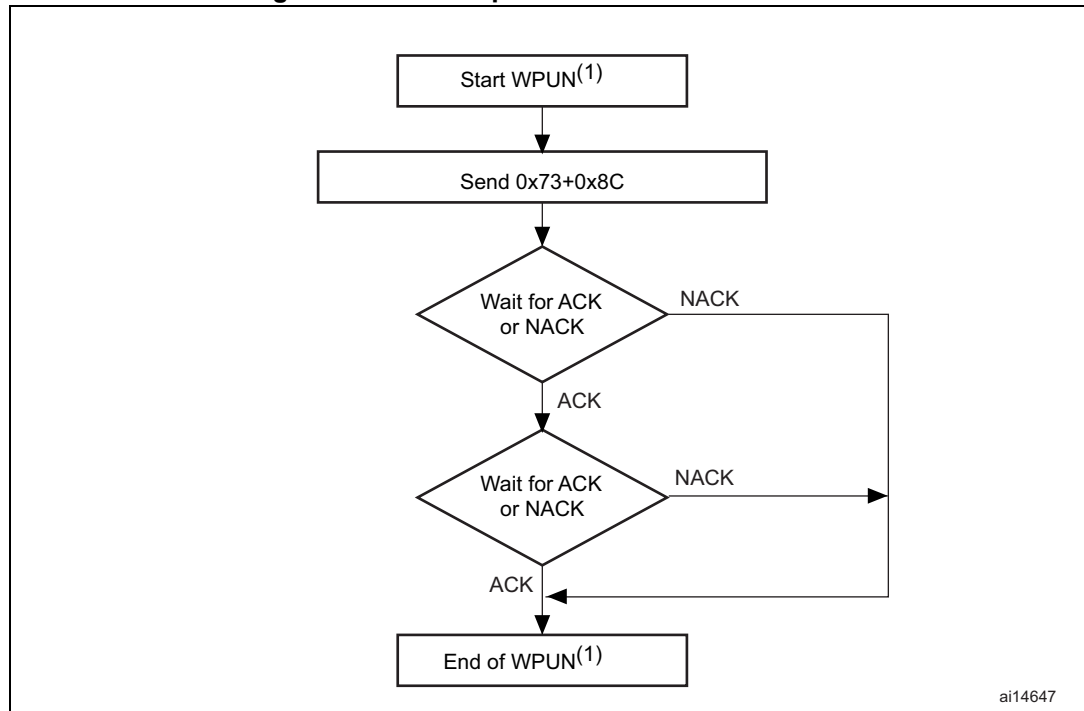 Start WPUN(1)
Send 0x73+0x8C
Wait for ACK
or NACK
NACK
ACK
Wait for ACK
or NACK
NACK
ACK
End of WPUN(1)
ai14647